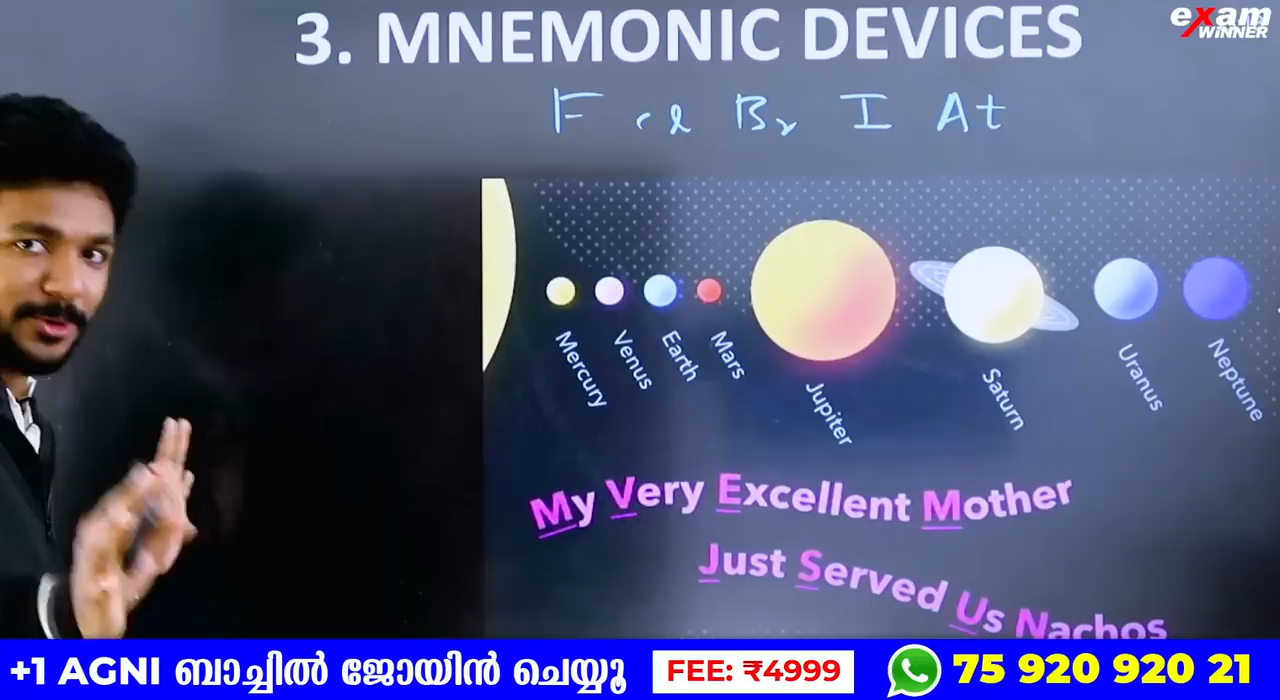 3. MNEMONIC DEVICES
exam
WINNER
F Cl Br I At
Mercury
Venus
Earth
Mars
Jupiter
Saturn
Uranus
Neptune
My Very Excellent Mother
Just Served Us Nachos
+1 AGNI ബാച്ചിൽ ജോയിൻ ചെയ്യൂ
FEE: ₹4999
75 920 920 21